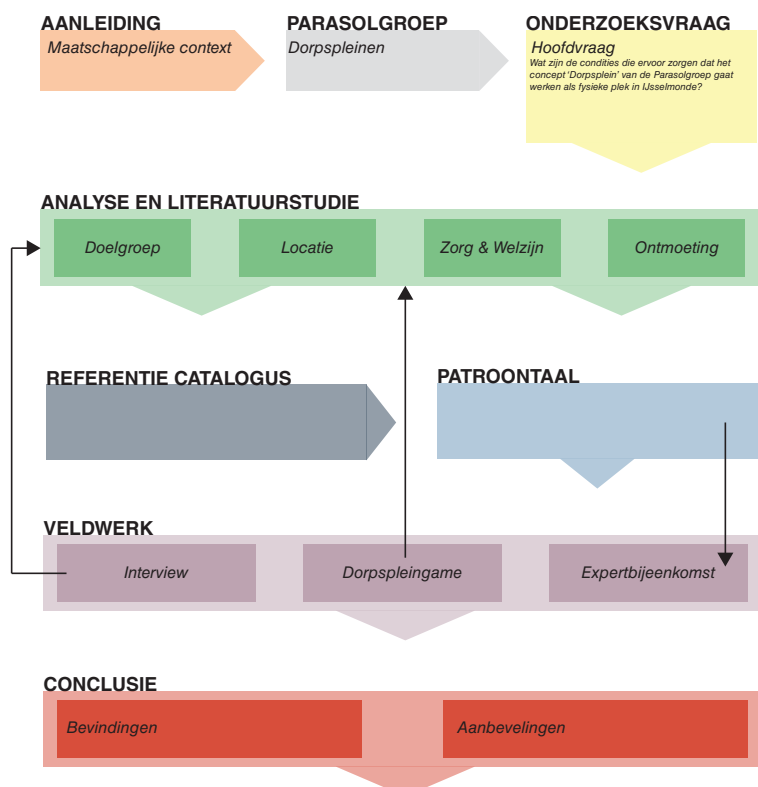 AANLEIDING
Maatschappelijke context
PARASOLGROEP
Dorpspleinen
ONDERZOEKSVRAAG
Hoofdvraag
Wat zijn de condities die ervoor zorgen dat het
concept ‘Dorpsplein’ van de Parasolgroep gaat
werken als fysieke plek in IJsselmonde?
ANALYSE EN LITERATUURSTUDIE
Doelgroep
Locatie
Zorg & Welzijn
Ontmoeting
REFERENTIE CATALOGUS
PATROONTAAL
VELDWERK
Interview
Dorpspleingame
Expertbijeenkomst
CONCLUSIE
Bevindingen
Aanbevelingen